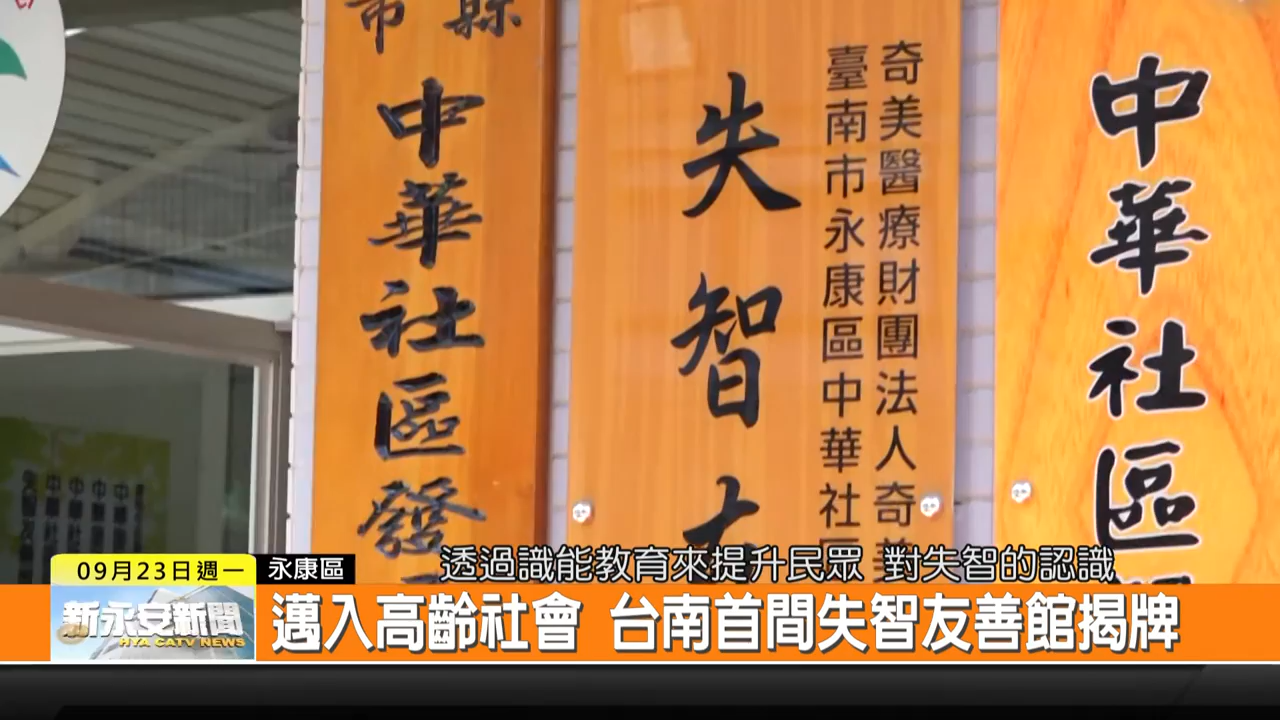 中華社區
奇美醫療財團法人奇美
臺南市永康區中華社區
失智友
市縣
中華社區發
透過識能教育來提升民眾 對失智的認識
09月23日週一
永康區
新永安新聞
HYA CATV NEWS
邁入高齡社會 台南首間失智友善館揭牌